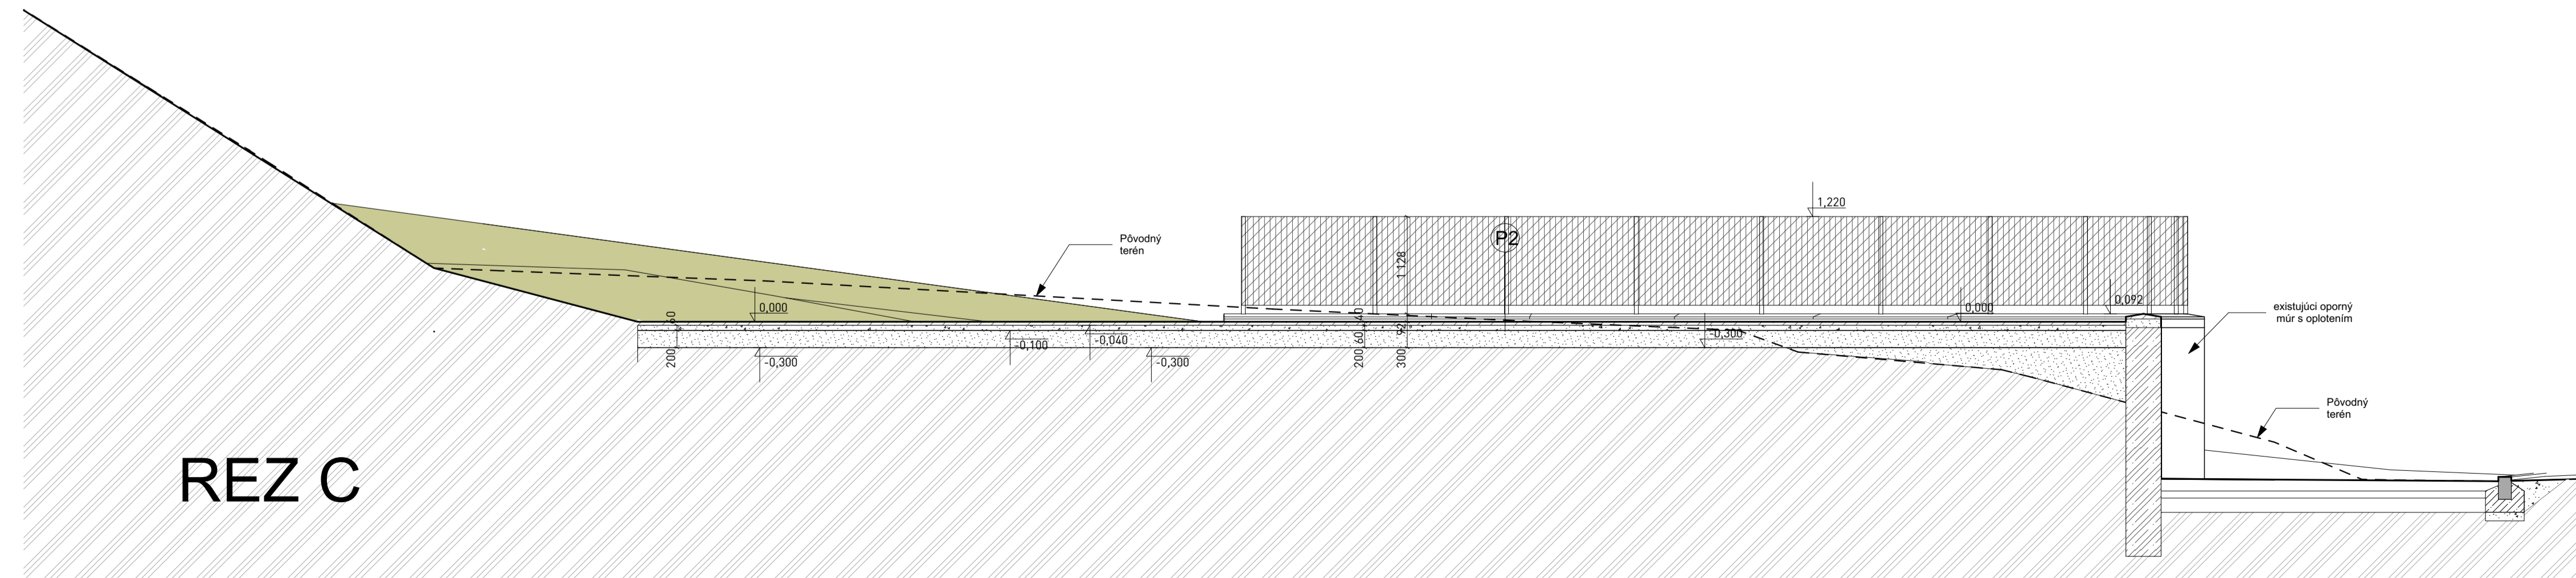 1,220
P2
Pôvodný
terén
1 128
existujúci oporný
múr s oplotením
0,000
0,000
0,092
60
40
92
-0,100
-0,040
-0,300
200
-0,300
-0,300
200 60
300
Pôvodný
terén
REZ C